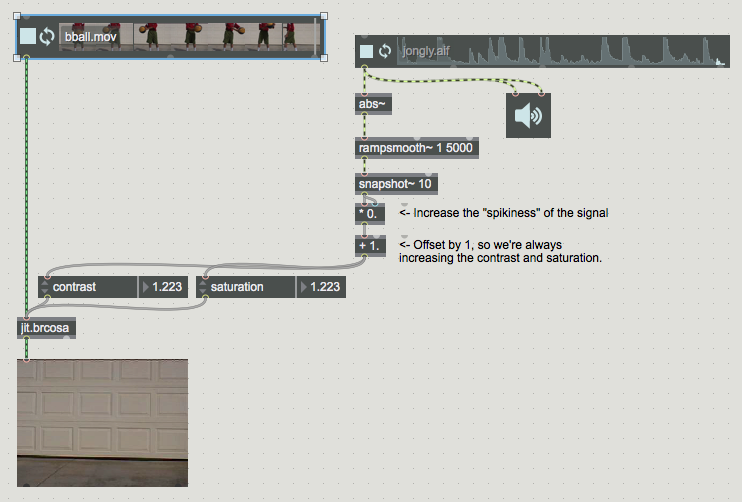 bball.mov
jongly.aif
abs~
rampsmooth~ 1 5000
snapshot~ 10
* 0.
<- Increase the "spikiness" of the signal
+ 1.
<- Offset by 1, so we're always
increasing the contrast and saturation.
contrast
1.223
saturation
1.223
jit.brcosa